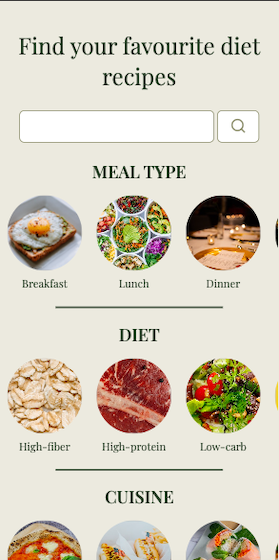 Find your favourite diet
recipes
MEAL TYPE
Breakfast
Lunch
Dinner
DIET
High-fiber
High-protein
Low-carb
CUISINE